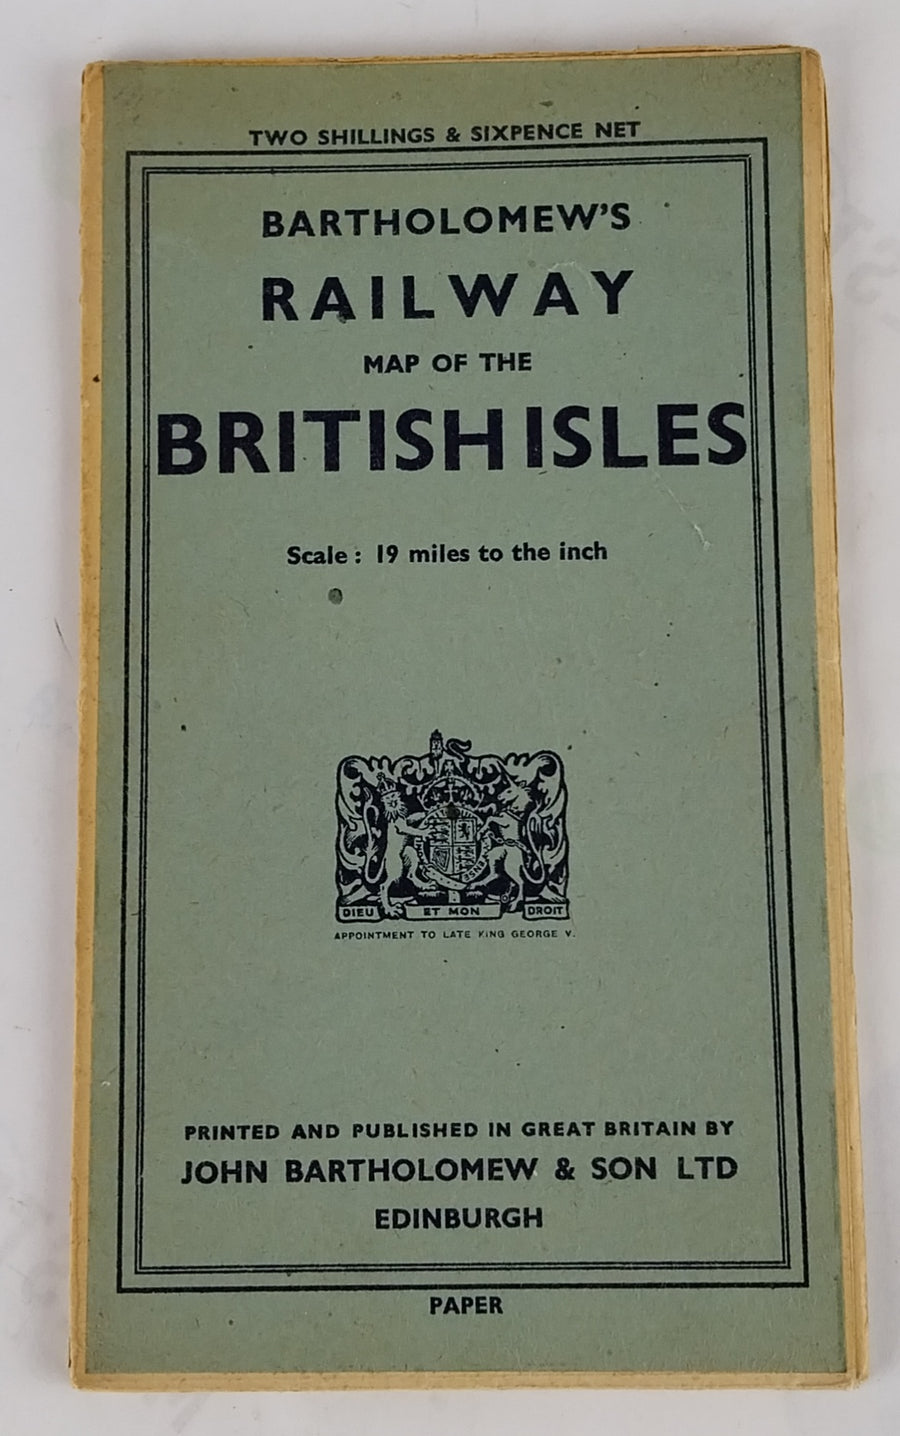 TWO SHILLINGS & SIXPENCE NET
BARTHOLOMEW'S
RAILWAY
MAP OF THE
BRITISH ISLES
Scale: 19 miles to the inch
DIEU ET MON DROIT
APPOINTMENT TO LATE KING GEORGE V.
PRINTED AND PUBLISHED IN GREAT BRITAIN BY
JOHN BARTHOLOMEW & SON LTD
EDINBURGH
PAPER